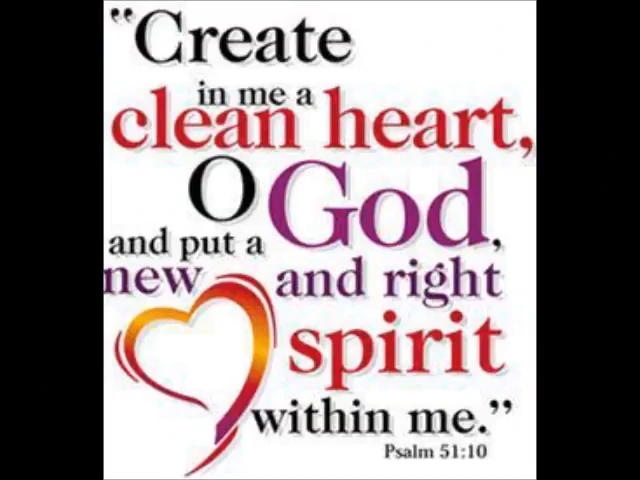 “Create
in me a
clean heart,
O God,
and put a
new and right
spirit
within me.”
Psalm 51:10